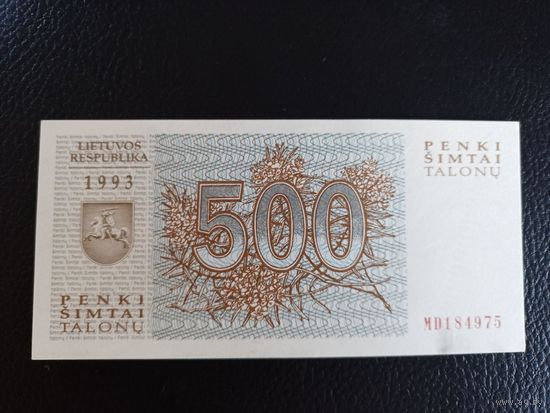 LIETUVOS
RESPUBLIKA
1993
PENKI
ŠIMTAI
TALONŲ
500
PENKI
ŠIMTAI
TALONŲ
MD184975